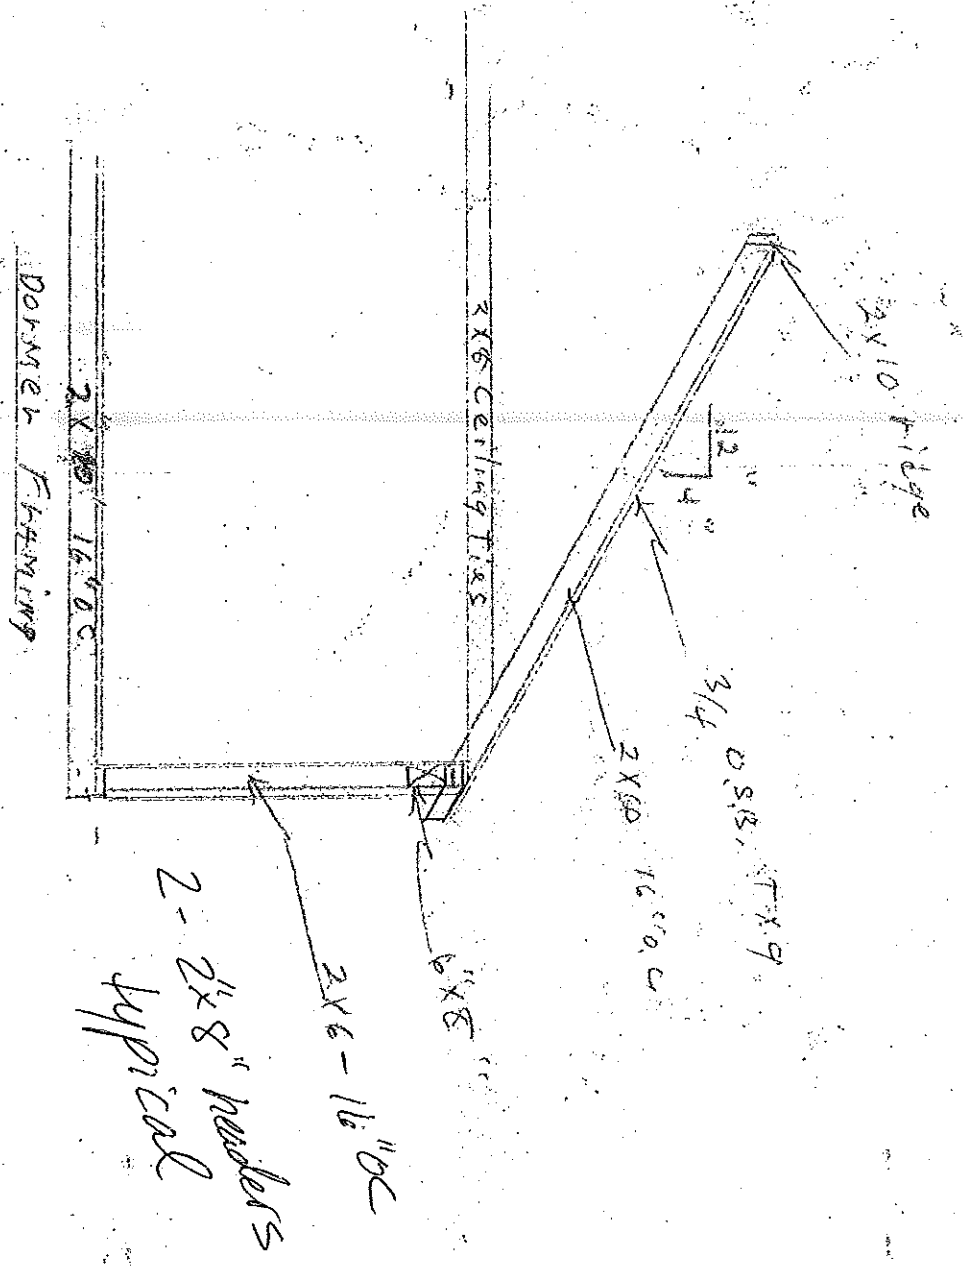 2x10 ridge
12"
4"
3/4 O.S.B. T x 9
16" O.C
2x6 Ceiling Ties
6"x8"
2x6 - 16"OC
2 - 2"x8" headers
typical
16" O.C
Dormer Framing